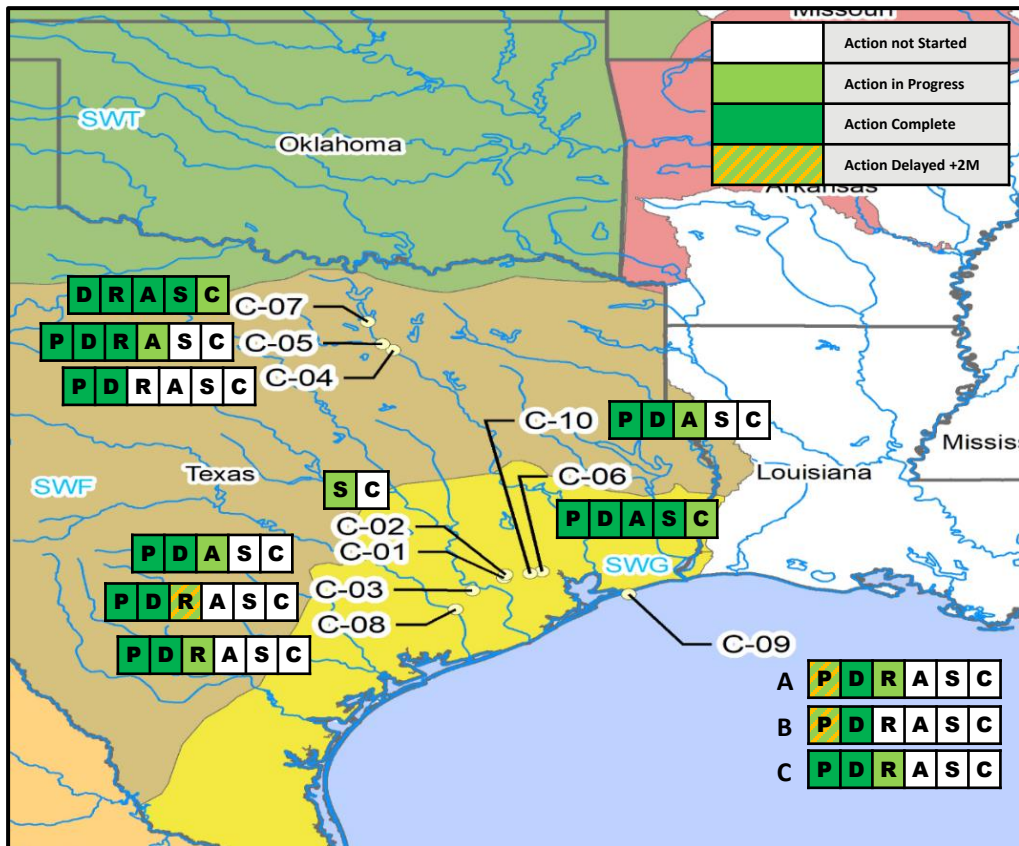 Missouri
Action not Started
Action in Progress
Action Complete
Action Delayed +2M
SWT
Oklahoma
Arkansas
D R A S C
C-07
P D R A S C
C-05
P D R A S C
C-04
C-10
P D A S C
SWF
Texas
C-06
Louisiana
Mississ
S C
C-02
P D A S C
C-01
P D A S C
SWG
P D R A S C
C-03
C-08
P D R A S C
C-09
A P D R A S C
B P D R A S C
C P D R A S C